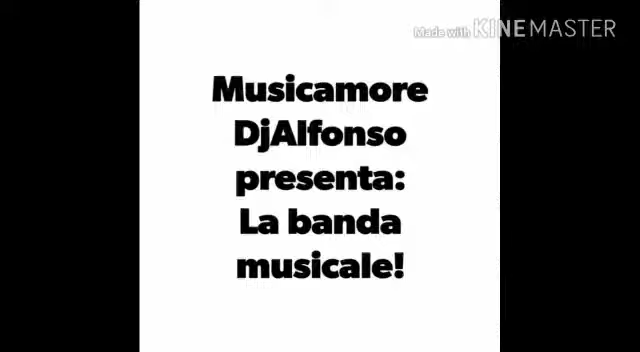 Made with KINEMASTER
Musicamore
DjAlfonso
presenta:
La banda
musicale!